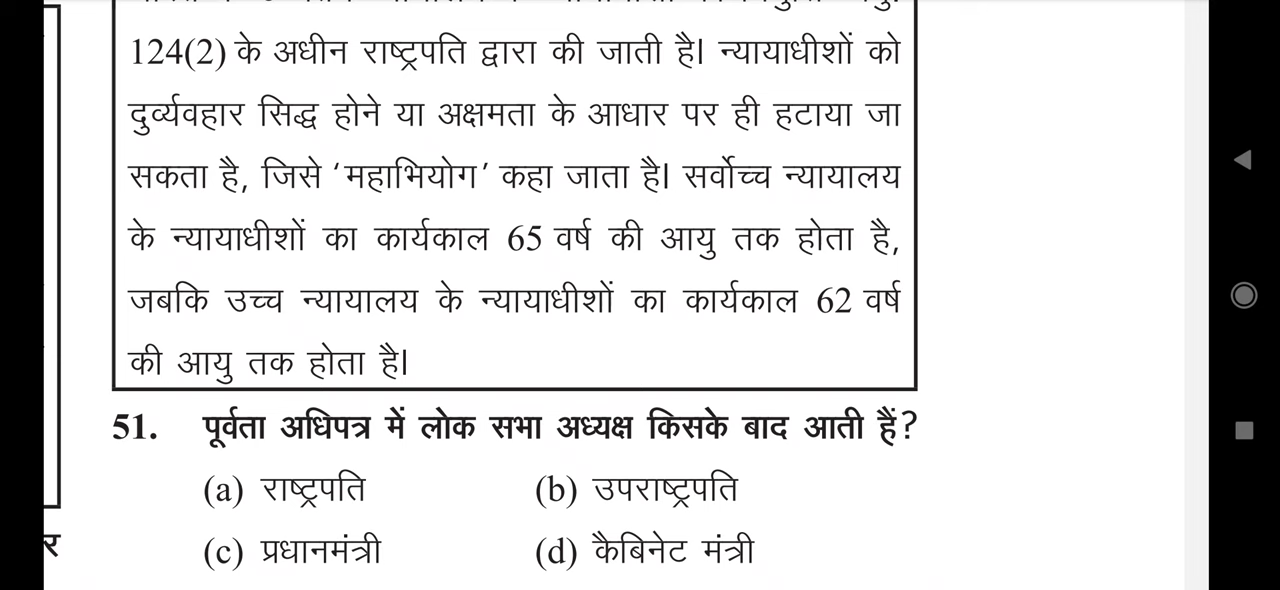 124(2) के अधीन राष्ट्रपति द्वारा की जाती है। न्यायाधीशों को
दुर्व्यवहार सिद्ध होने या अक्षमता के आधार पर ही हटाया जा
सकता है, जिसे ‘महाभियोग’ कहा जाता है। सर्वोच्च न्यायालय
के न्यायाधीशों का कार्यकाल 65 वर्ष की आयु तक होता है,
जबकि उच्च न्यायालय के न्यायाधीशों का कार्यकाल 62 वर्ष
की आयु तक होता है।
51. पूर्वता अधिपत्र में लोक सभा अध्यक्ष किसके बाद आती हैं?
(a) राष्ट्रपति (b) उपराष्ट्रपति
(c) प्रधानमंत्री (d) कैबिनेट मंत्री